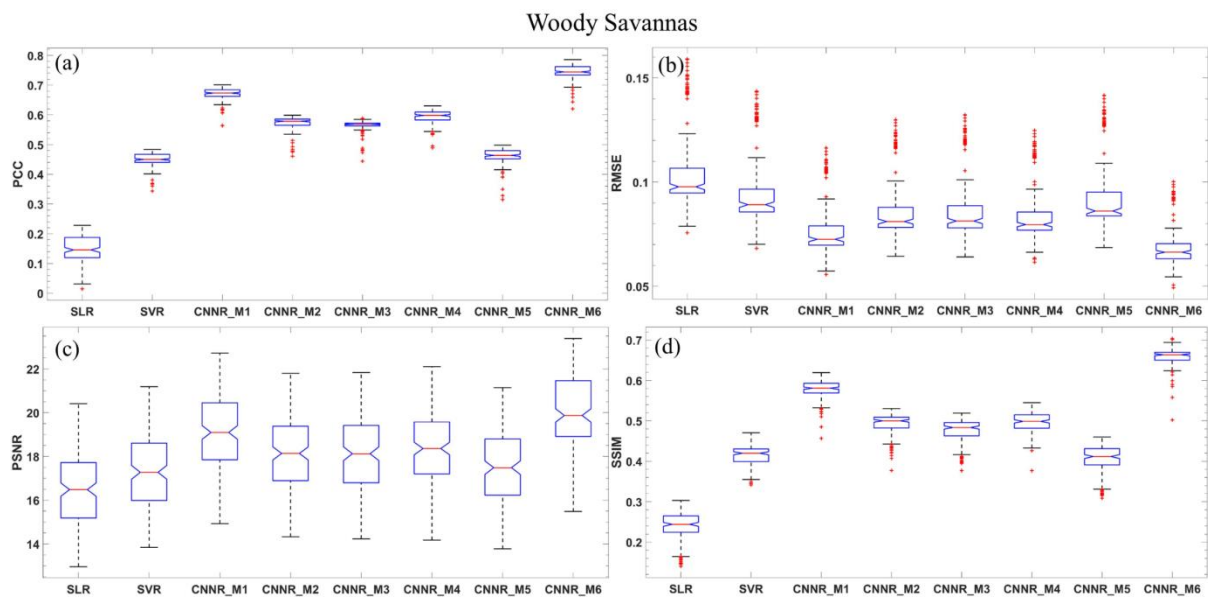 Woody Savannas
(a)
PCC
0.8
0.7
0.6
0.5
0.4
0.3
0.2
0.1
0
SLR SVR CNNR_M1 CNNR_M2 CNNR_M3 CNNR_M4 CNNR_M5 CNNR_M6
(b)
RMSE
0.15
0.1
0.05
SLR SVR CNNR_M1 CNNR_M2 CNNR_M3 CNNR_M4 CNNR_M5 CNNR_M6
(c)
PSNR
22
20
18
16
14
SLR SVR CNNR_M1 CNNR_M2 CNNR_M3 CNNR_M4 CNNR_M5 CNNR_M6
(d)
SSIM
0.7
0.6
0.5
0.4
0.3
0.2
SLR SVR CNNR_M1 CNNR_M2 CNNR_M3 CNNR_M4 CNNR_M5 CNNR_M6